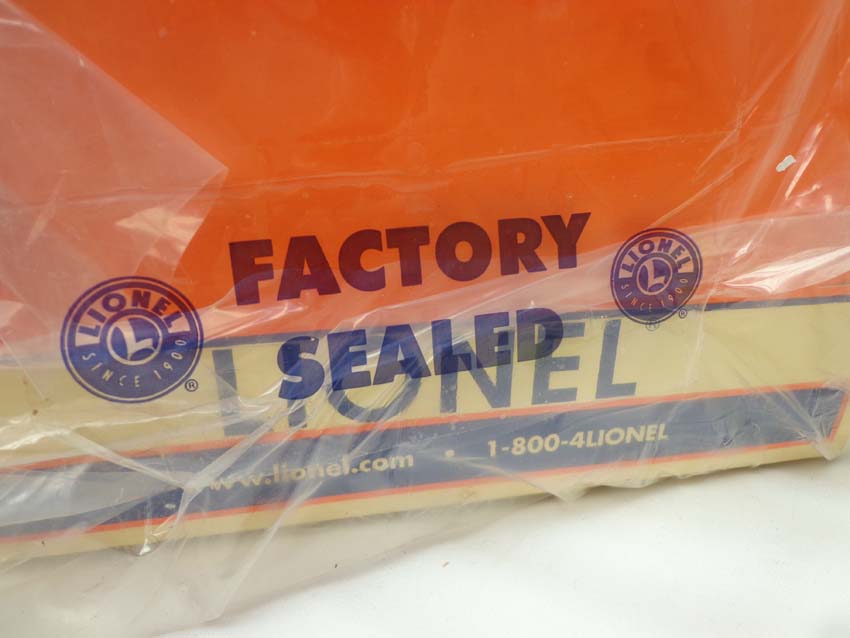 FACTORY
SEALED
LIONEL
L
SINCE 1900
®
LIONEL
L
SINCE 1900
®
LIONEL
www.lionel.com • 1-800-4LIONEL